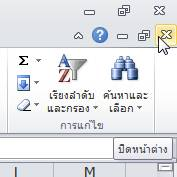 Σ
A
Z
เรียงลำดับ ค้นหาและ
และกรอง เลือก
การแก้ไข
ปิดหน้าต่าง
L M